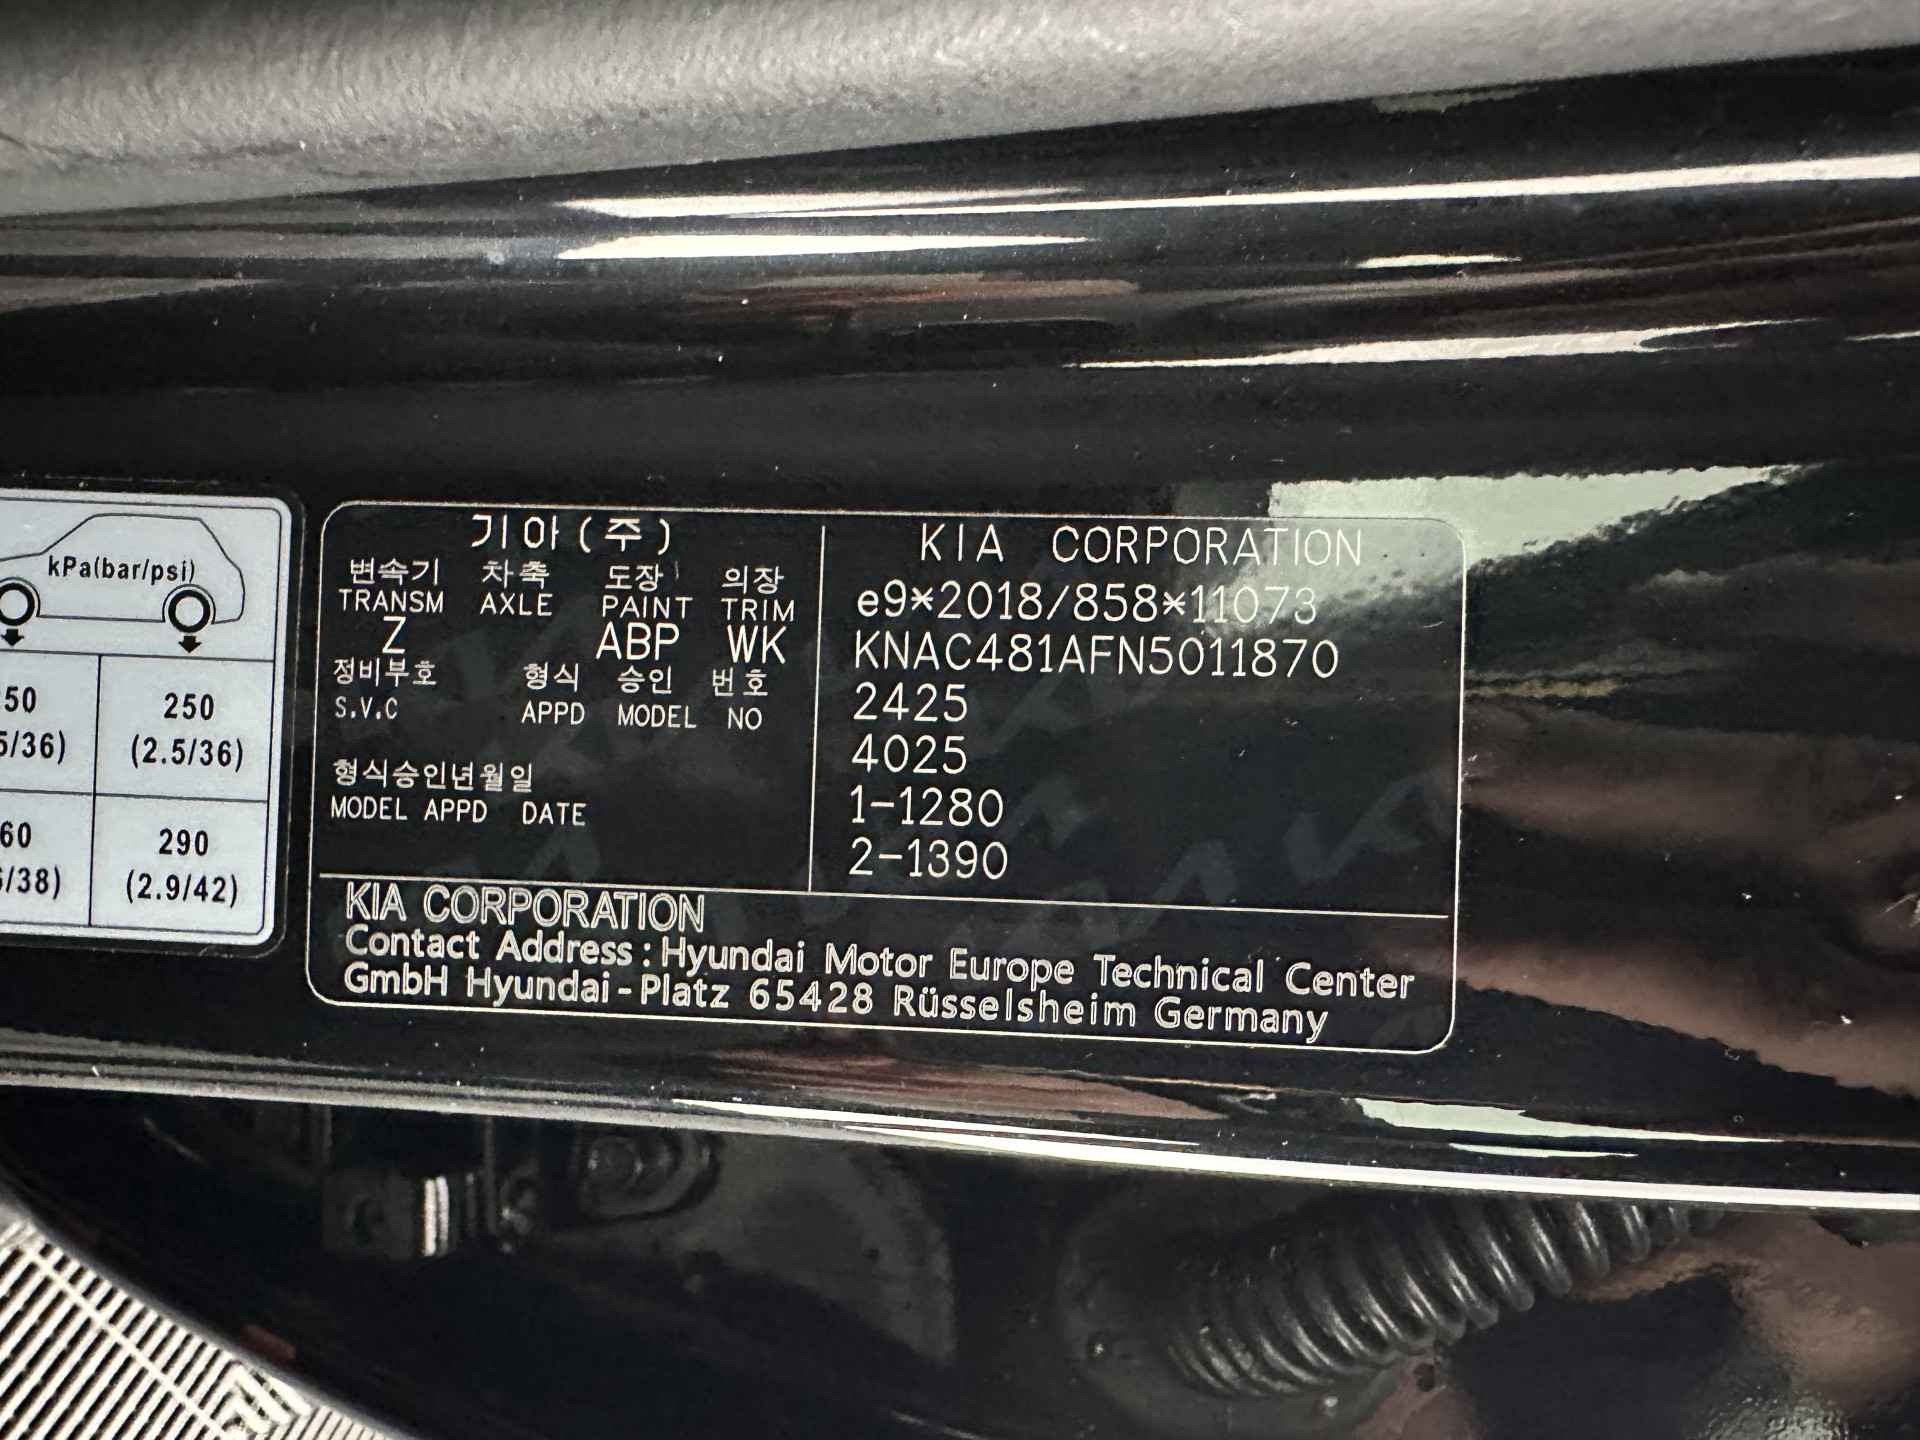 kPa(bar/psi)
50 250
5/36) (2.5/36)
60 290
/38) (2.9/42)
기아(주)
변속기 차축 도장 의장
TRANSM AXLE PAINT TRIM
Z ABP WK
정비부호 형식 승인 번호
S.V.C APPD MODEL NO
형식승인년월일
MODEL APPD DATE
KIA CORPORATION
e9*2018/858*11073
KNAC481AFN5011870
2425
4025
1-1280
2-1390
KIA CORPORATION
Contact Address : Hyundai Motor Europe Technical Center
GmbH Hyundai-Platz 65428 Rüsselsheim Germany